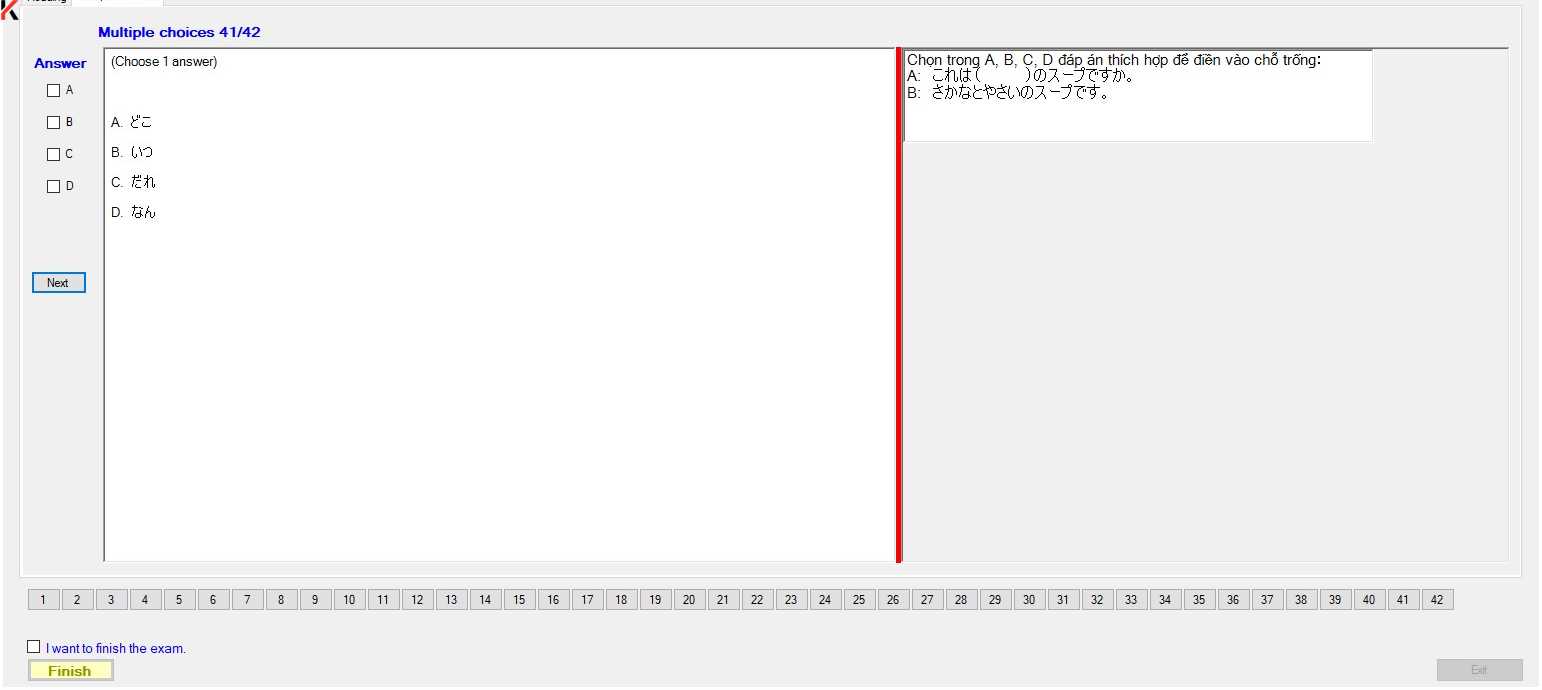 Multiple choices 41/42
Answer
(Choose 1 answer)
A
B
C
D
A. どこ
B. いつ
C. だれ
D. なん
Next
Chọn trong A, B, C, D đáp án thích hợp để điền vào chỗ trống:
A: これは(　　)のスープですか。
B: さかなとやさいのスープです。
1 2 3 4 5 6 7 8 9 10 11 12 13 14 15 16 17 18 19 20 21 22 23 24 25 26 27 28 29 30 31 32 33 34 35 36 37 38 39 40 41 42
I want to finish the exam.
Finish
Exit